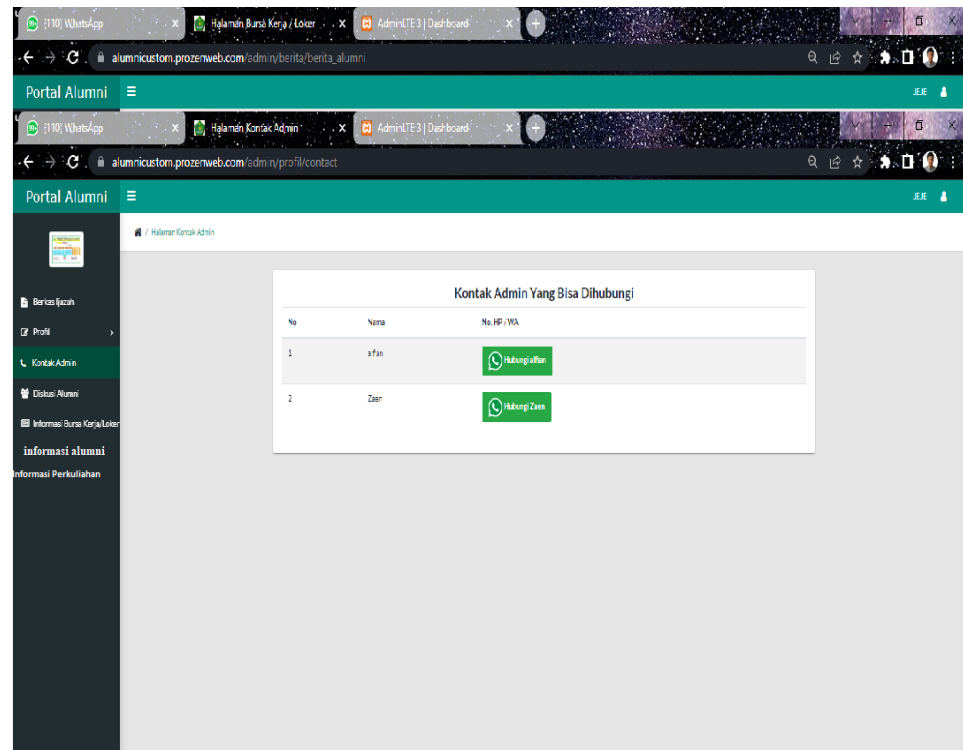 (110) WhatsApp
Halaman Bursa Kerja / Loker
AdminLTE 3 | Dashboard
alumnicustom.prozenweb.com/admin/berita/berita_alumni
Portal Alumni
JEJE
(110) WhatsApp
Halaman Kontak Admin
AdminLTE 3 | Dashboard
alumnicustom.prozenweb.com/admin/profil/contact
Portal Alumni
JEJE
/ Halaman Kontak Admin
Berkas Ijazah
Profil
Kontak Admin
Diskusi Alumni
Informasi Bursa Kerja/Loker
informasi alumni
Informasi Perkuliahan
Kontak Admin Yang Bisa Dihubungi
No Nama No. HP / WA
1 alfian Hubungi alfian
2 Zaen Hubungi Zaen